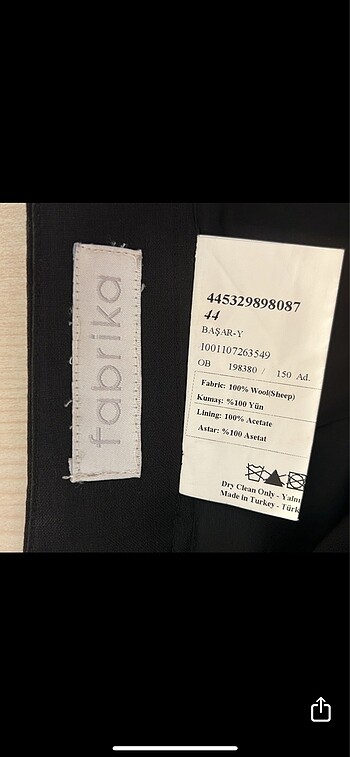 fabrika
445329898087
44
BAŞAR-Y
1001107263549
OB 198380 / 150 Ad.
Fabric: 100% Wool(Sheep)
Kumaş: %100 Yün
Lining: 100% Acetate
Astar: %100 Asetat
Dry Clean Only - Yalnı
Made in Turkey - Türk